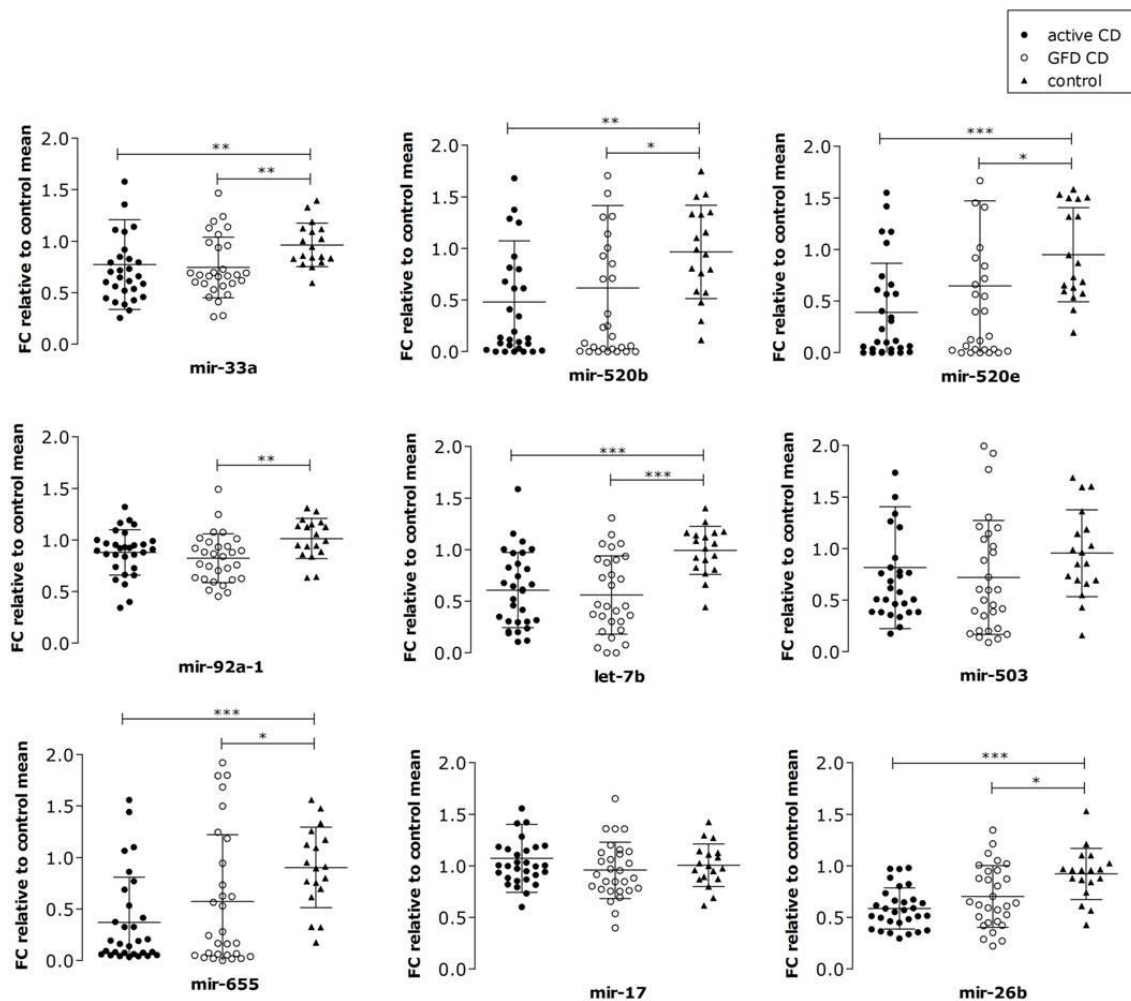 active CD
GFD CD
control
FC relative to control mean
2.0
1.5
1.0
0.5
0.0
**
**
mir-33a
FC relative to control mean
2.0
1.5
1.0
0.5
0.0
**
*
mir-520b
FC relative to control mean
2.0
1.5
1.0
0.5
0.0
***
*
mir-520e
FC relative to control mean
2.0
1.5
1.0
0.5
0.0
**
mir-92a-1
FC relative to control mean
2.0
1.5
1.0
0.5
0.0
***
***
let-7b
FC relative to control mean
2.0
1.5
1.0
0.5
0.0
mir-503
FC relative to control mean
2.0
1.5
1.0
0.5
0.0
***
*
mir-655
FC relative to control mean
2.0
1.5
1.0
0.5
0.0
mir-17
FC relative to control mean
2.0
1.5
1.0
0.5
0.0
***
*
mir-26b